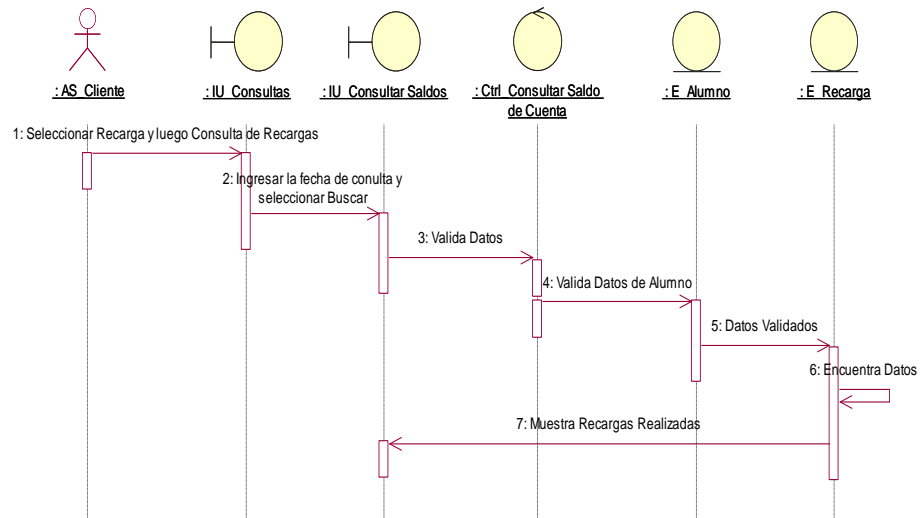 : AS_Cliente
: IU_Consultas
: IU_Consultar Saldos
: Ctrl_Consultar Saldo
de Cuenta
: E_Alumno
: E_Recarga
1: Seleccionar Recarga y luego Consulta de Recargas
2: Ingresar la fecha de conulta y
seleccionar Buscar
3: Valida Datos
4: Valida Datos de Alumno
5: Datos Validados
6: Encuentra Datos
7: Muestra Recargas Realizadas